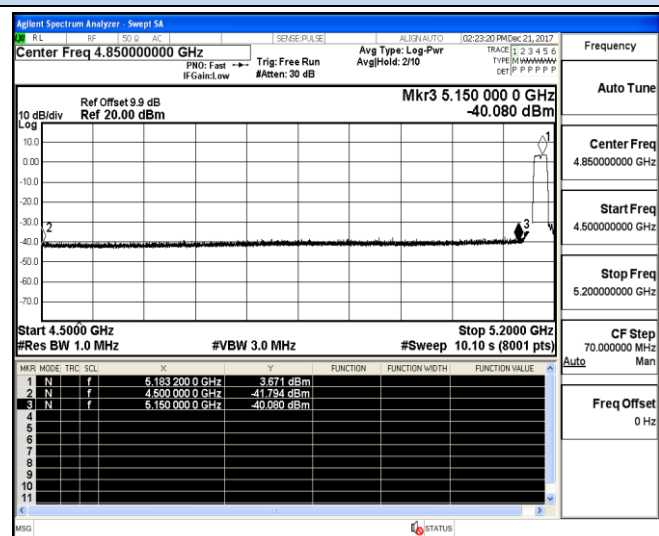 Agilent Spectrum Analyzer - Swept SA
RL RF 50 Ω AC SENSE:PULSE ALIGN AUTO 02:23:20 PM Dec 21, 2017
Center Freq 4.850000000 GHz Avg Type: Log-Pwr TRACE 1 2 3 4 5 6
PNO: Fast Trig: Free Run Avg|Hold: 2/10 TYPE M WWWWW
IFGain:Low #Atten: 30 dB DET P P P P P P
Mkr3 5.150 000 0 GHz
Ref Offset 9.9 dB
10 dB/div Ref 20.00 dBm -40.080 dBm
Log
10.0
0.00
-10.0
-20.0
-30.0
-40.0
-50.0
-60.0
-70.0
1
2
3
Start 4.5000 GHz Stop 5.2000 GHz
#Res BW 1.0 MHz #VBW 3.0 MHz #Sweep 10.10 s (8001 pts)
MKR MODE TRC SCL X Y FUNCTION FUNCTION WIDTH FUNCTION VALUE
1 N f 5.183 200 0 GHz 3.671 dBm
2 N f 4.500 000 0 GHz -41.794 dBm
3 N f 5.150 000 0 GHz -40.080 dBm
4
5
6
7
8
9
10
11
MSG STATUS
Frequency
Auto Tune
Center Freq
4.850000000 GHz
Start Freq
4.500000000 GHz
Stop Freq
5.200000000 GHz
CF Step
70.000000 MHz
Auto Man
Freq Offset
0 Hz